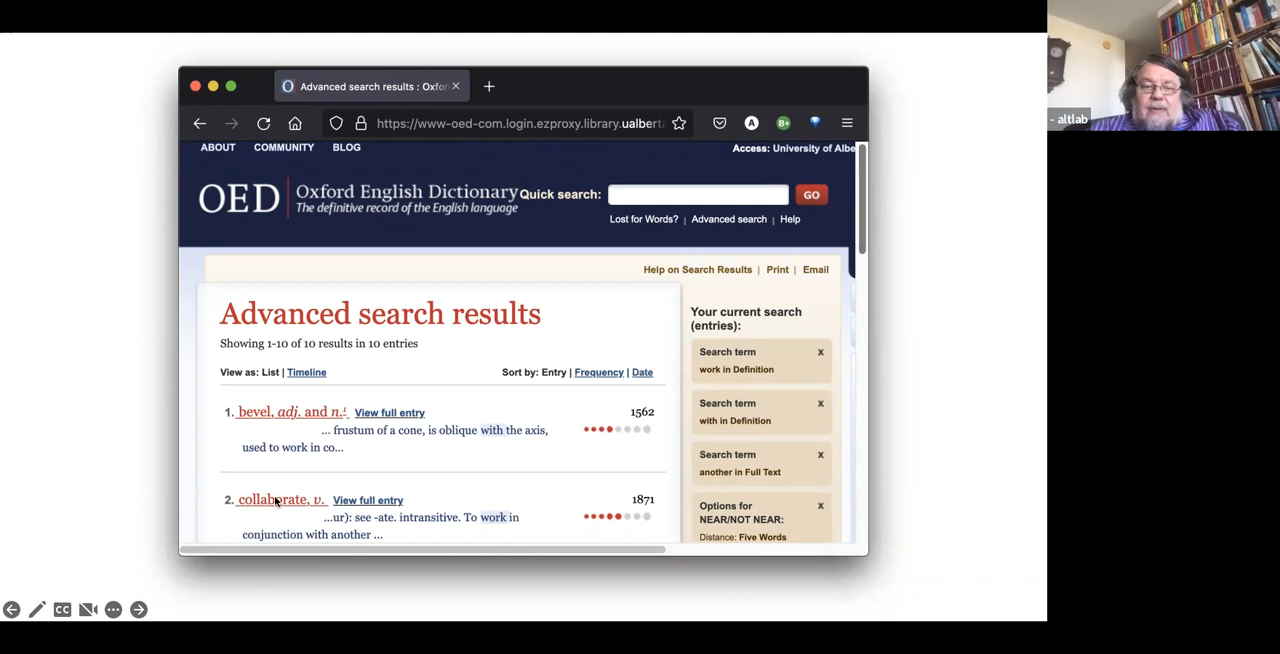 Advanced search results : Oxfor
https://www-oed-com.login.ezproxy.library.ualberta
ABOUT COMMUNITY BLOG
Access: University of Albe
OED Oxford English Dictionary
The definitive record of the English language
Quick search:
GO
Lost for Words? | Advanced search | Help
Help on Search Results | Print | Email
Advanced search results
Showing 1-10 of 10 results in 10 entries
View as: List | Timeline
Sort by: Entry | Frequency | Date
1. bevel, adj. and n.¹ View full entry
1562
... frustum of a cone, is oblique with the axis,
used to work in co...
2. collaborate, v. View full entry
1871
...ur): see -ate. intransitive. To work in
conjunction with another ...
Your current search
(entries):
Search term x
work in Definition
Search term x
with in Definition
Search term x
another in Full Text
Options for x
NEAR/NOT NEAR:
Distance: Five Words
- altlab
CC